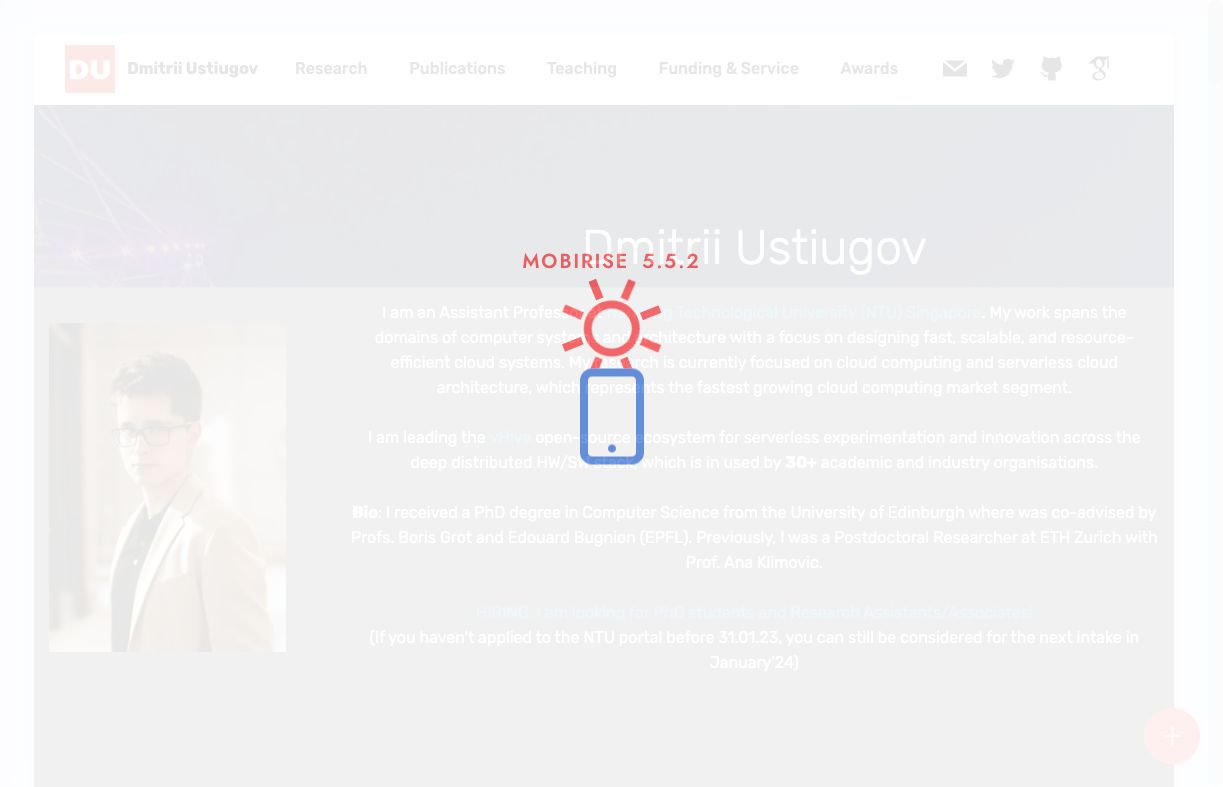 DU Dmitrii Ustiugov Research Publications Teaching Funding & Service Awards
Dmitrii Ustiugov
MOBIRISE 5.5.2
I am an Assistant Profess Technological University (NTU) Singapore. My work spans the
domains of computer systems and architecture with a focus on designing fast, scalable, and resource-
efficient cloud systems. My research is currently focused on cloud computing and serverless cloud
architecture, which represents the fastest growing cloud computing market segment.
I am leading the vHive open-source ecosystem for serverless experimentation and innovation across the
deep distributed HW/SW stack, which is in used by 30+ academic and industry organisations.
Bio: I received a PhD degree in Computer Science from the University of Edinburgh where was co-advised by
Profs. Boris Grot and Edouard Bugnion (EPFL). Previously, I was a Postdoctoral Researcher at ETH Zurich with
Prof. Ana Klimovic.
HIRING: I am looking for PhD students and Research Assistants/Associates!
(If you haven't applied to the NTU portal before 31.01.23, you can still be considered for the next intake in
January'24)